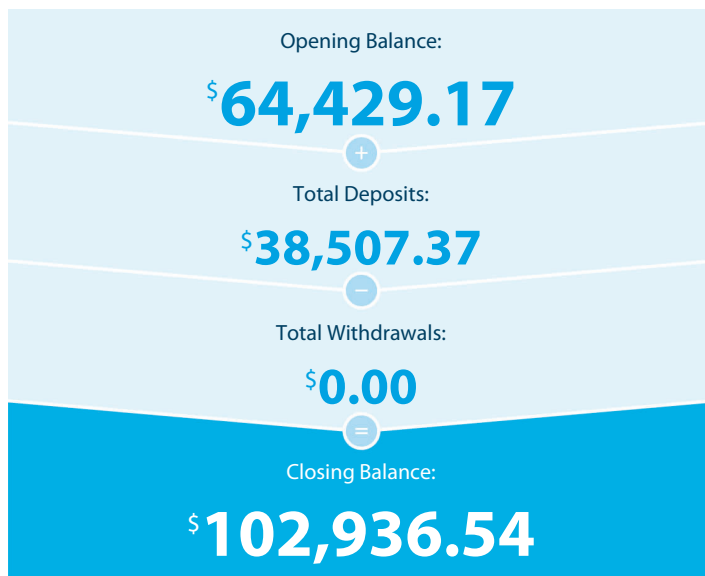 Opening Balance:
$64,429.17
+
Total Deposits:
$38,507.37
−
Total Withdrawals:
$0.00
=
Closing Balance:
$102,936.54